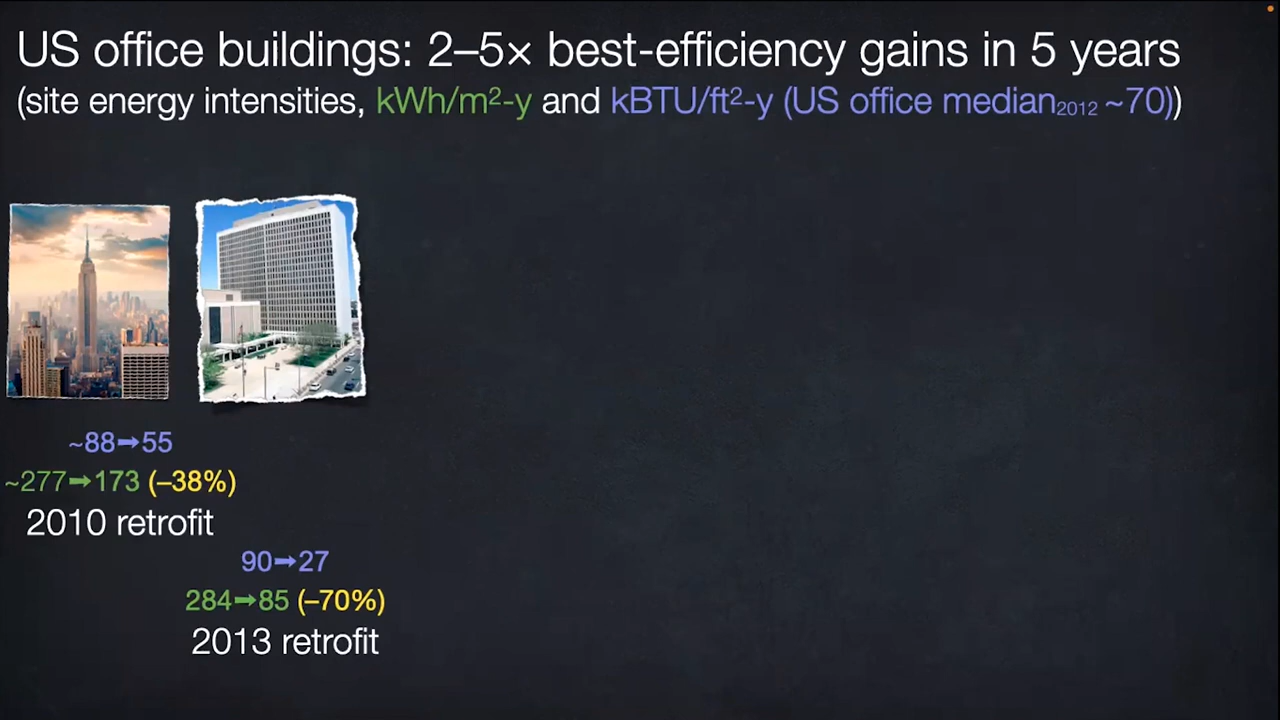 US office buildings: 2–5× best-efficiency gains in 5 years
(site energy intensities, kWh/m²-y and kBTU/ft²-y (US office median₂₀₁₂ ~70))
~88➡55
~277➡173 (–38%)
2010 retrofit
90➡27
284➡85 (–70%)
2013 retrofit